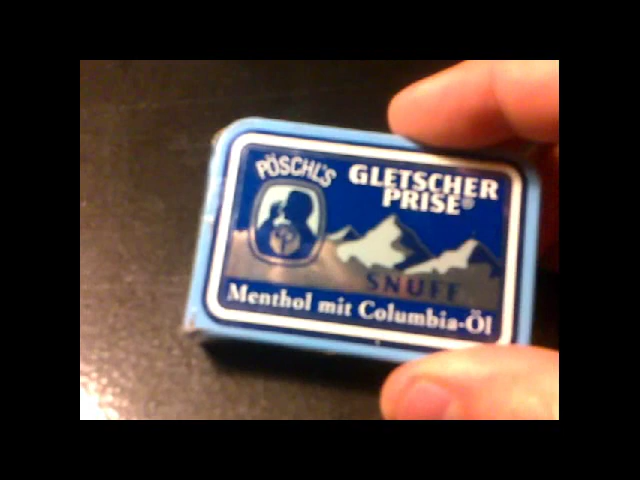 PÖSCHL'S
GLETSCHER
PRISE®
SNUFF
Menthol mit Columbia-Öl